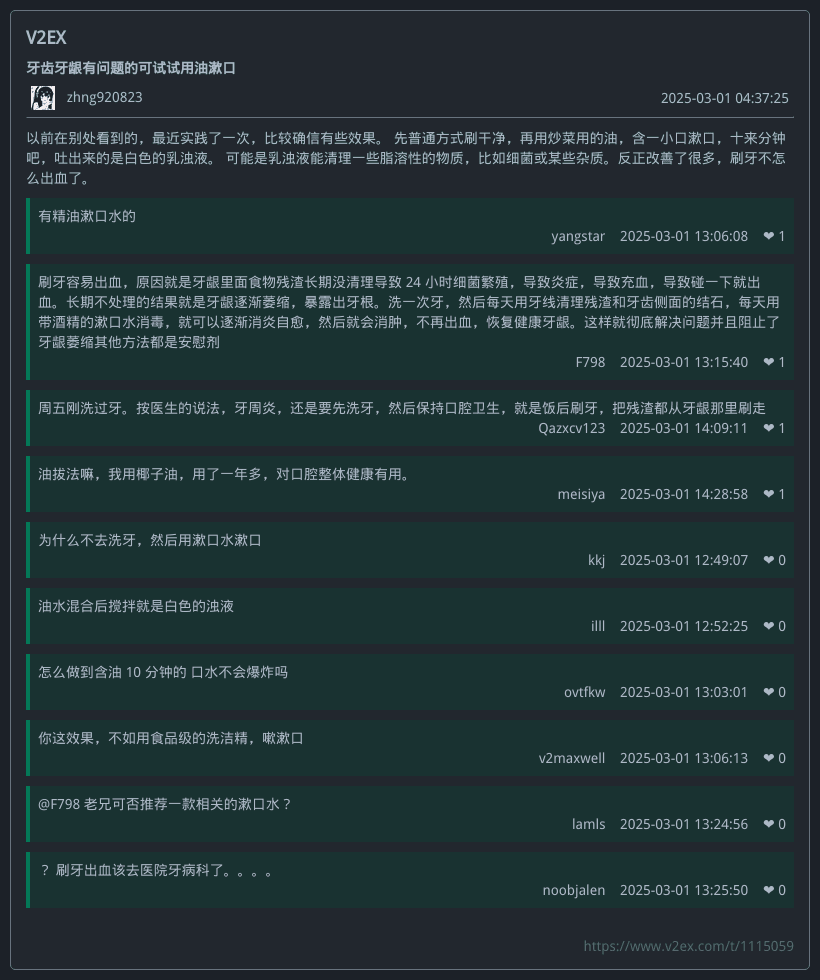 V2EX
牙齿牙龈有问题的可试试用油漱口
zhng920823 2025-03-01 04:37:25
以前在别处看到的，最近实践了一次，比较确信有些效果。 先普通方式刷干净，再用炒菜用的油，含一小口漱口，十来分钟
吧，吐出来的是白色的乳浊液。 可能是乳浊液能清理一些脂溶性的物质，比如细菌或某些杂质。反正改善了很多，刷牙不怎
么出血了。
有精油漱口水的
yangstar 2025-03-01 13:06:08 ❤ 1
刷牙容易出血，原因就是牙龈里面食物残渣长期没清理导致 24 小时细菌繁殖，导致炎症，导致充血，导致碰一下就出
血。长期不处理的结果就是牙龈逐渐萎缩，暴露出牙根。洗一次牙，然后每天用牙线清理残渣和牙齿侧面的结石，每天用
带酒精的漱口水消毒，就可以逐渐消炎自愈，然后就会消肿，不再出血，恢复健康牙龈。这样就彻底解决问题并且阻止了
牙龈萎缩其他方法都是安慰剂
F798 2025-03-01 13:15:40 ❤ 1
周五刚洗过牙。按医生的说法，牙周炎，还是要先洗牙，然后保持口腔卫生，就是饭后刷牙，把残渣都从牙龈那里刷走
Qazxcv123 2025-03-01 14:09:11 ❤ 1
油拔法嘛，我用椰子油，用了一年多，对口腔整体健康有用。
meisiya 2025-03-01 14:28:58 ❤ 1
为什么不去洗牙，然后用漱口水漱口
kkj 2025-03-01 12:49:07 ❤ 0
油水混合后搅拌就是白色的浊液
illl 2025-03-01 12:52:25 ❤ 0
怎么做到含油 10 分钟的 口水不会爆炸吗
ovtfkw 2025-03-01 13:03:01 ❤ 0
你这效果，不如用食品级的洗洁精，嗽漱口
v2maxwell 2025-03-01 13:06:13 ❤ 0
@F798 老兄可否推荐一款相关的漱口水？
lamls 2025-03-01 13:24:56 ❤ 0
？ 刷牙出血该去医院牙病科了。。。。
noobjalen 2025-03-01 13:25:50 ❤ 0
https://www.v2ex.com/t/1115059